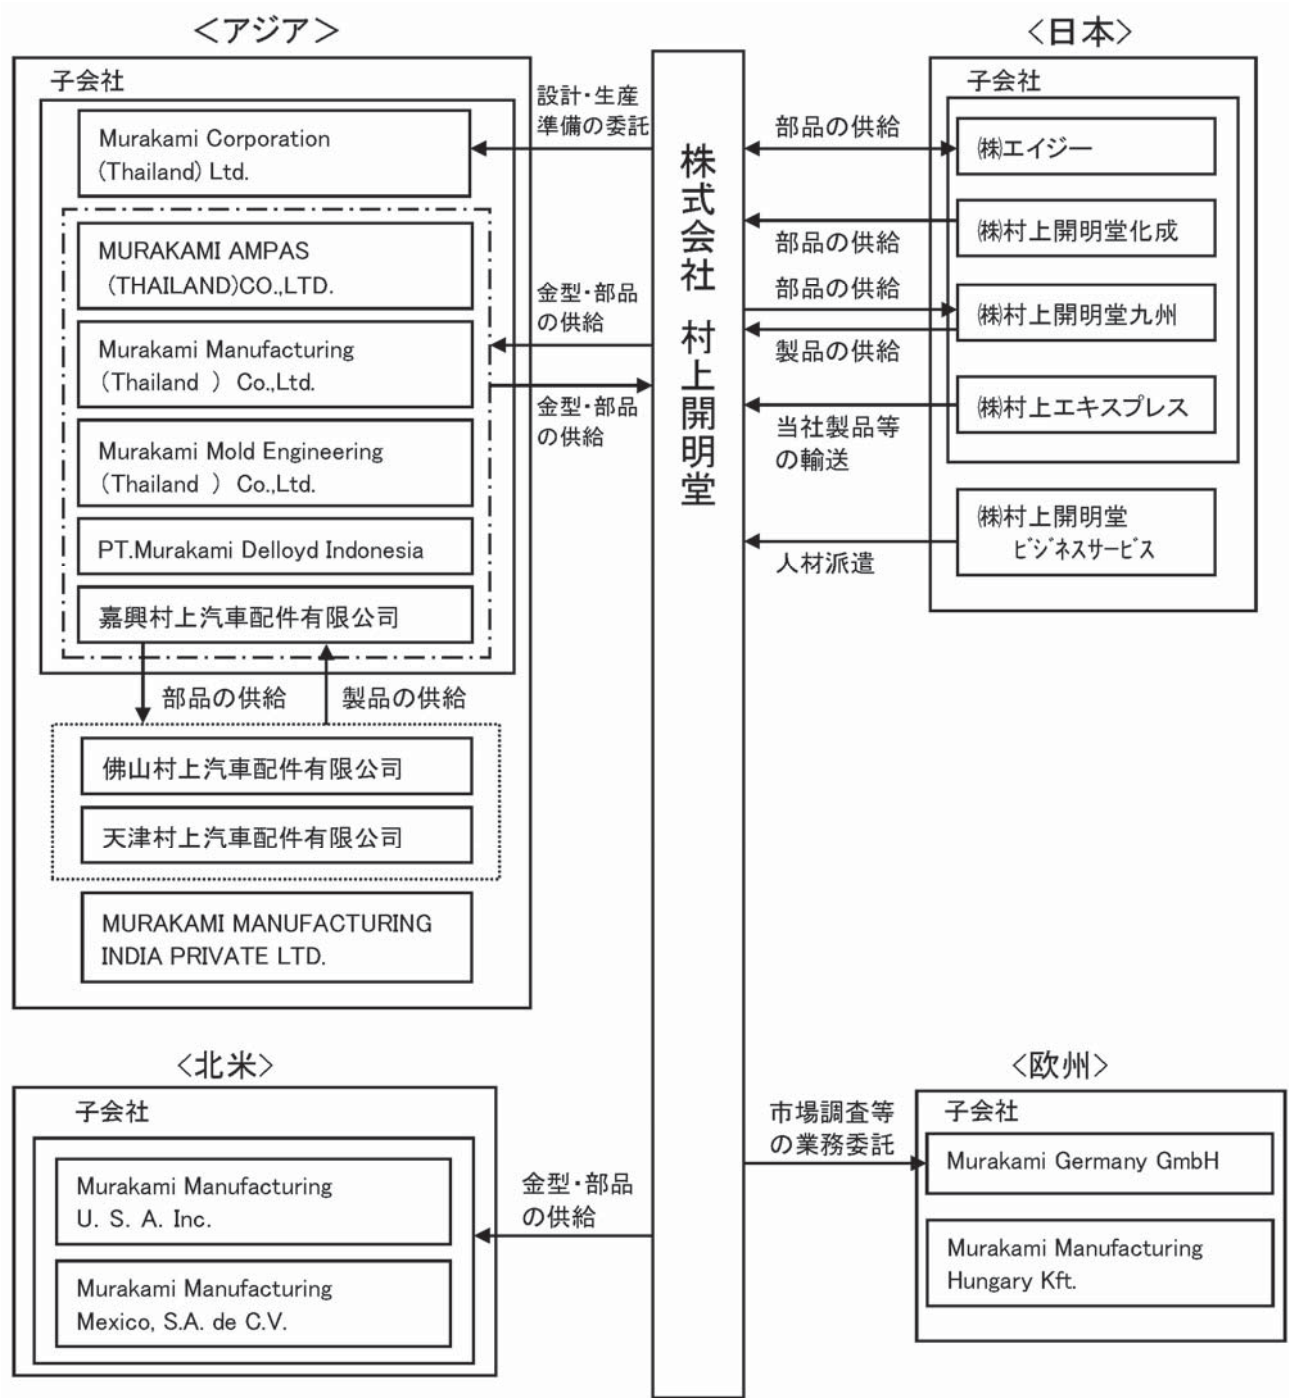 <アジア>
子会社
Murakami Corporation
(Thailand) Ltd.
MURAKAMI AMPAS
(THAILAND)CO.,LTD.
Murakami Manufacturing
(Thailand ) Co.,Ltd.
Murakami Mold Engineering
(Thailand ) Co.,Ltd.
PT.Murakami Delloyd Indonesia
嘉興村上汽車配件有限公司
部品の供給
製品の供給
佛山村上汽車配件有限公司
天津村上汽車配件有限公司
MURAKAMI MANUFACTURING
INDIA PRIVATE LTD.
設計・生産
準備の委託
金型・部品
の供給
金型・部品
の供給
株式会社 村上開明堂
<日本>
子会社
部品の供給
㈱エイジー
部品の供給
㈱村上開明堂化成
部品の供給
㈱村上開明堂九州
製品の供給
㈱村上エキスプレス
当社製品等
の輸送
㈱村上開明堂
ﾋﾞｼﾞﾈｽｻｰﾋﾞｽ
人材派遣
<北米>
子会社
Murakami Manufacturing
U. S. A. Inc.
Murakami Manufacturing
Mexico, S.A. de C.V.
金型・部品
の供給
<欧州>
子会社
市場調査等
の業務委託
Murakami Germany GmbH
Murakami Manufacturing
Hungary Kft.